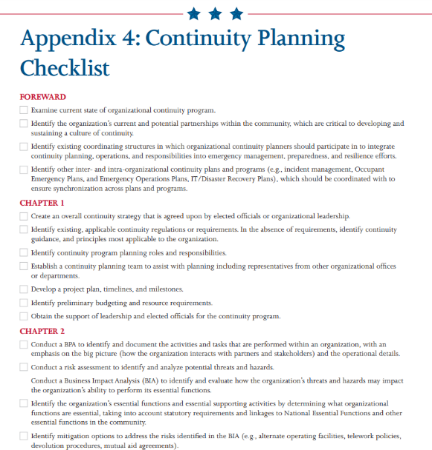 Appendix 4: Continuity Planning
Checklist
FOREWARD
Examine current state of organizational continuity program.
Identify the organization's current and potential partnerships within the community, which are critical to developing and
sustaining a culture of continuity.
Identify existing coordinating structures in which organizational continuity planners should participate in to integrate
continuity planning, operations, and responsibilities into emergency management, preparedness, and resilience efforts.
Identify other inter- and intra-organizational continuity plans and programs (e.g., incident management, Occupant
Emergency Plans, and Emergency Operations Plans, IT/Disaster Recovery Plans), which should be coordinated with to
ensure synchronization across plans and programs.
CHAPTER 1
Create an overall continuity strategy that is agreed upon by elected officials or organizational leadership.
Identify existing, applicable continuity regulations or requirements. In the absence of requirements, identify continuity
guidance, and principles most applicable to the organization.
Identify continuity program planning roles and responsibilities.
Establish a continuity planning team to assist with planning including representatives from other organizational offices
or departments.
Develop a project plan, timelines, and milestones.
Identify preliminary budgeting and resource requirements.
Obtain the support of leadership and elected officials for the continuity program.
CHAPTER 2
Conduct a BPA to identify and document the activities and tasks that are performed within an organization, with an
emphasis on the big picture (how the organization interacts with partners and stakeholders) and the operational details.
Conduct a risk assessment to identify and analyze potential threats and hazards.
Conduct a Business Impact Analysis (BIA) to identify and evaluate how the organization's threats and hazards may impact
the organization's ability to perform its essential functions.
Identify the organization's essential functions and essential supporting activities by determining what organizational
functions are essential, taking into account statutory requirements and linkages to National Essential Functions and other
essential functions in the community.
Identify mitigation options to address the risks identified in the BIA (e.g., alternate operating facilities, telework policies,
devolution procedures, mutual aid agreements).